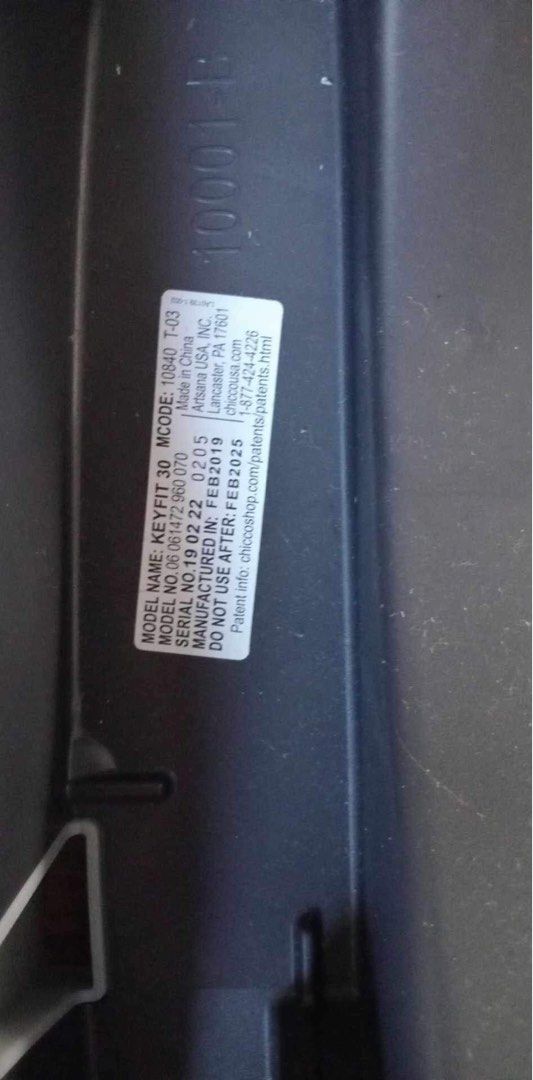 10001-B
MODEL NAME: KEYFIT 30 MCODE: 10840 T-03
MODEL NO.06 061472 960 070
SERIAL NO.19 02 22 0205
MANUFACTURED IN: FEB2019
DO NOT USE AFTER: FEB2025
Made in China
Artsana USA, INC.
Lancaster, PA 17601
chiccousa.com
1-877-424-4226
Patent info: chiccoshop.com/patents/patents.html